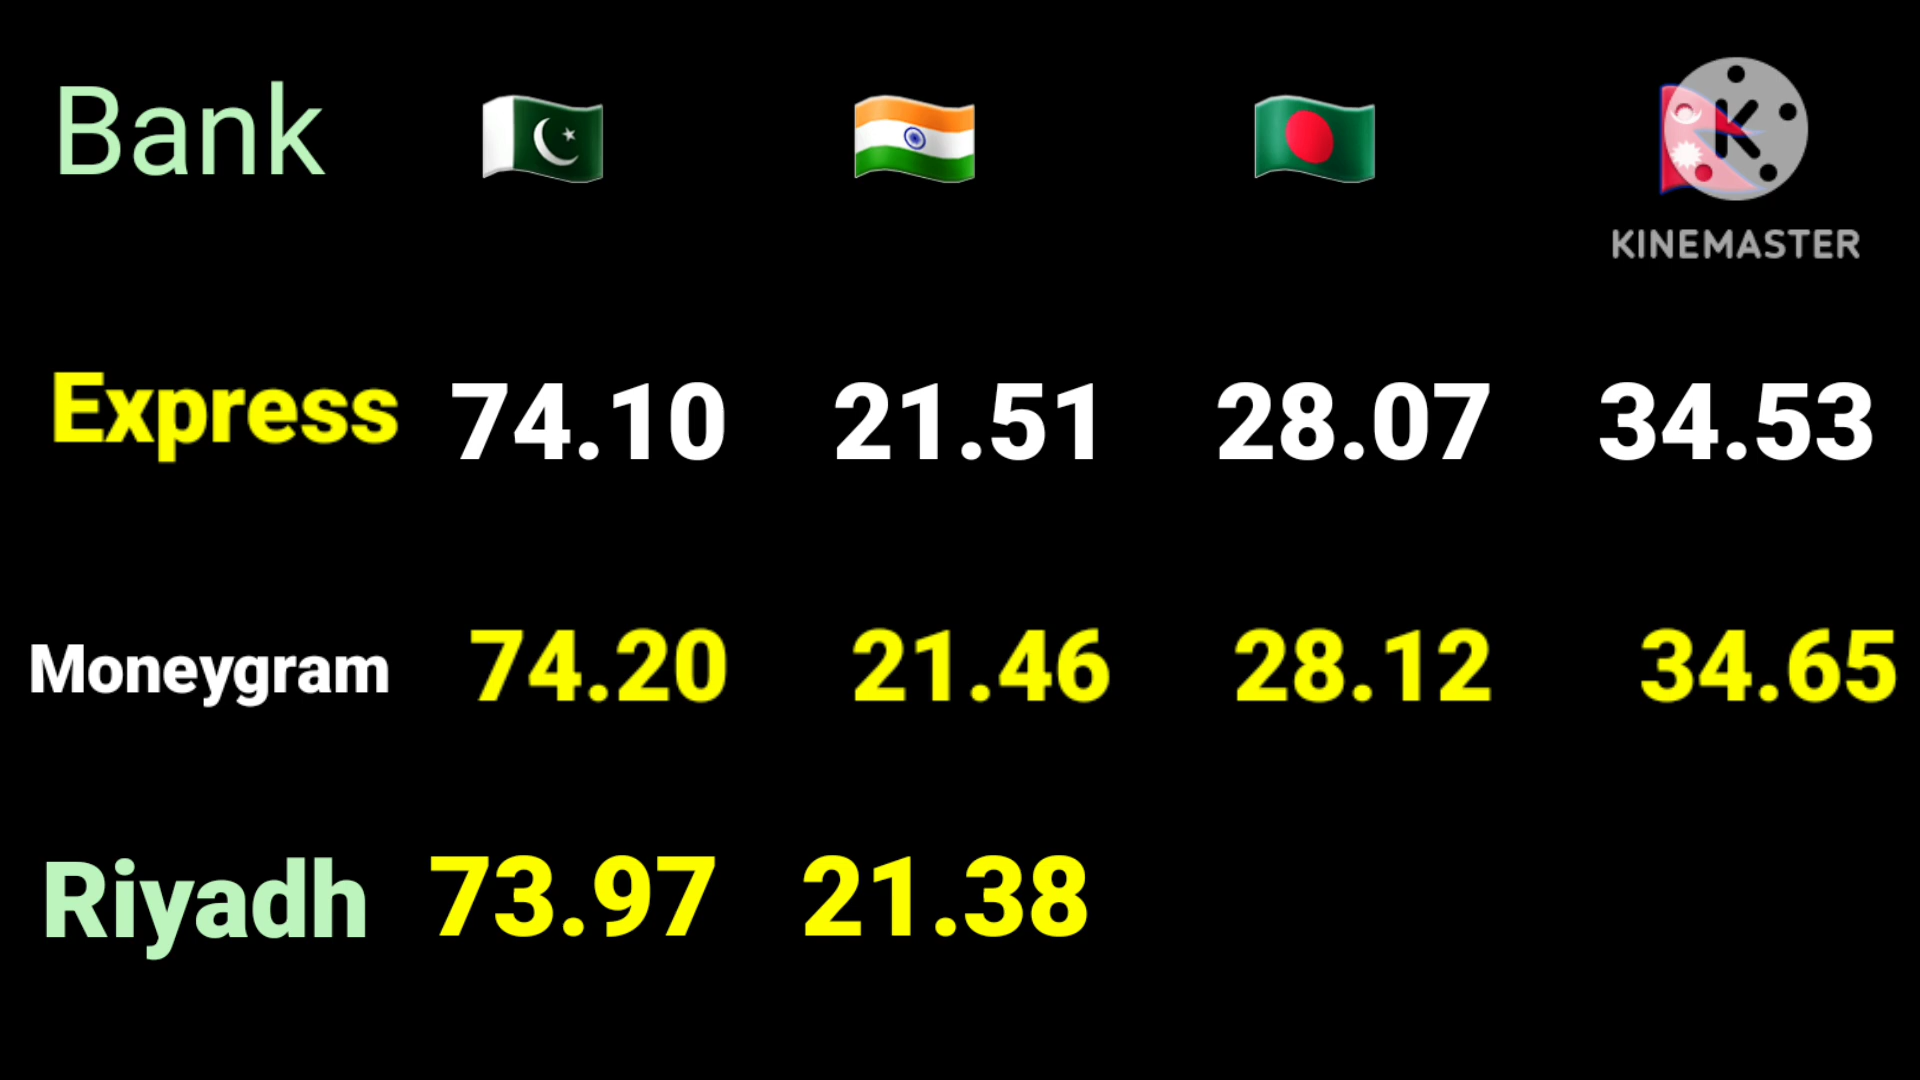 Bank 🇵🇰 🇮🇳 🇧🇩 🇳🇵 K
KINEMASTER
Express 74.10 21.51 28.07 34.53
Moneygram 74.20 21.46 28.12 34.65
Riyadh 73.97 21.38